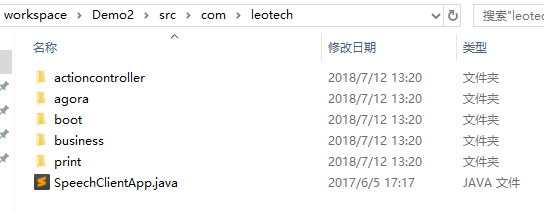 workspace › Demo2 › src › com › leotech
搜索"leotec
名称 修改日期 类型
actioncontroller 2018/7/12 13:20 文件夹
agora 2018/7/12 13:20 文件夹
boot 2018/7/12 13:20 文件夹
business 2018/7/12 13:20 文件夹
print 2018/7/12 13:20 文件夹
SpeechClientApp.java 2017/6/5 17:17 JAVA 文件